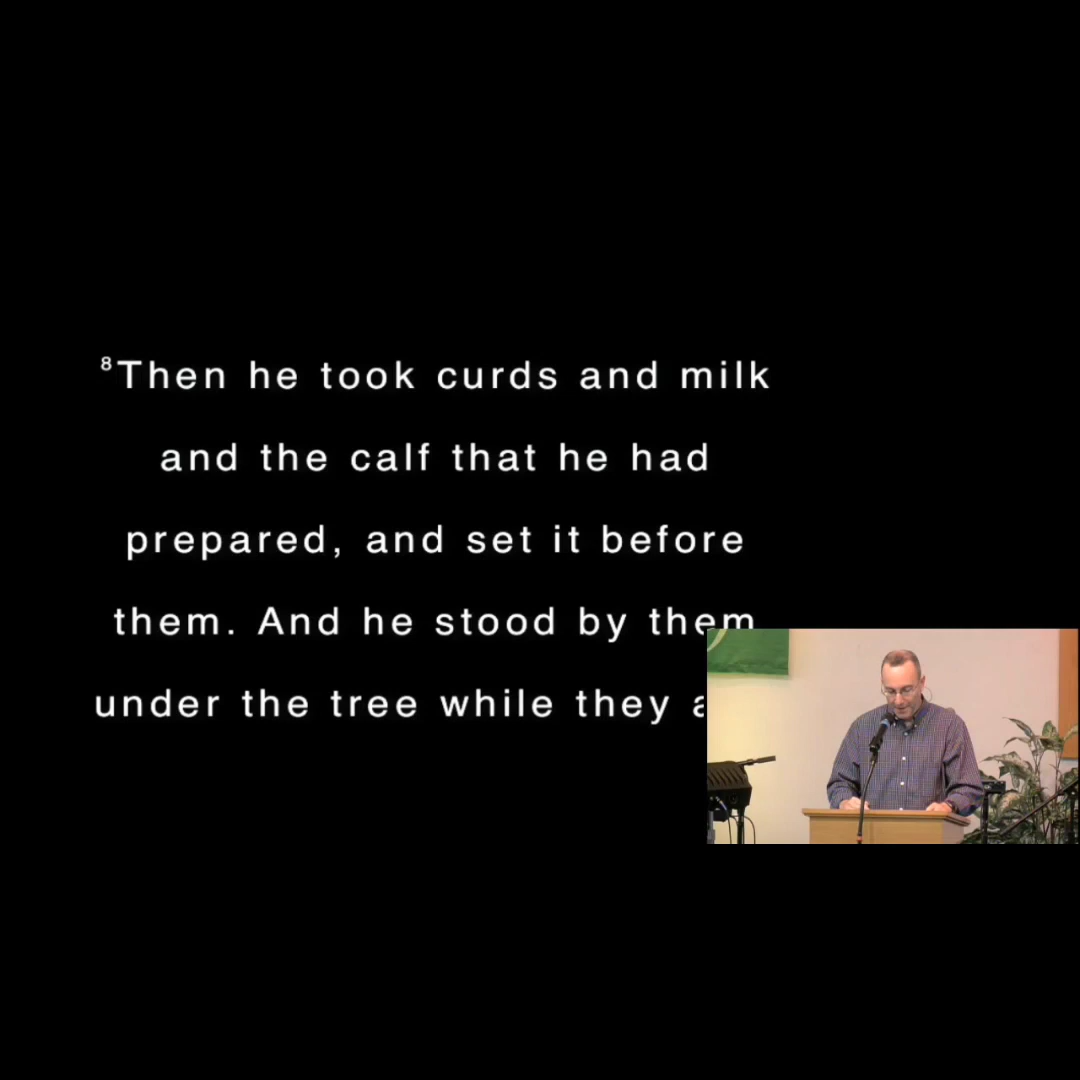 ⁸Then he took curds and milk
and the calf that he had
prepared, and set it before
them. And he stood by them
under the tree while they